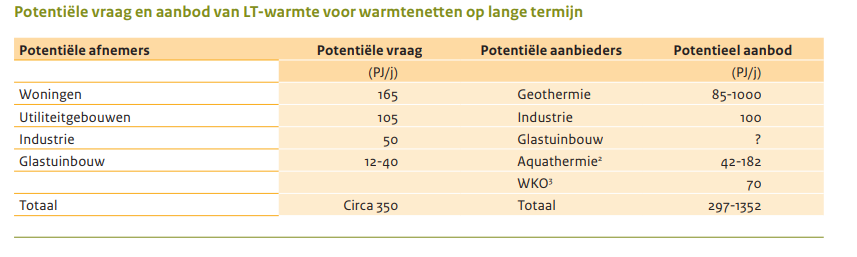 Potentiële vraag en aanbod van LT-warmte voor warmtenetten op lange termijn
Potentiële afnemers Potentiële vraag Potentiële aanbieders Potentieel aanbod
(PJ/j) (PJ/j)
Woningen 165 Geothermie 85-1000
Utiliteitgebouwen 105 Industrie 100
Industrie 50 Glastuinbouw ?
Glastuinbouw 12-40 Aquathermie² 42-182
WKO³ 70
Totaal Circa 350 Totaal 297-1352